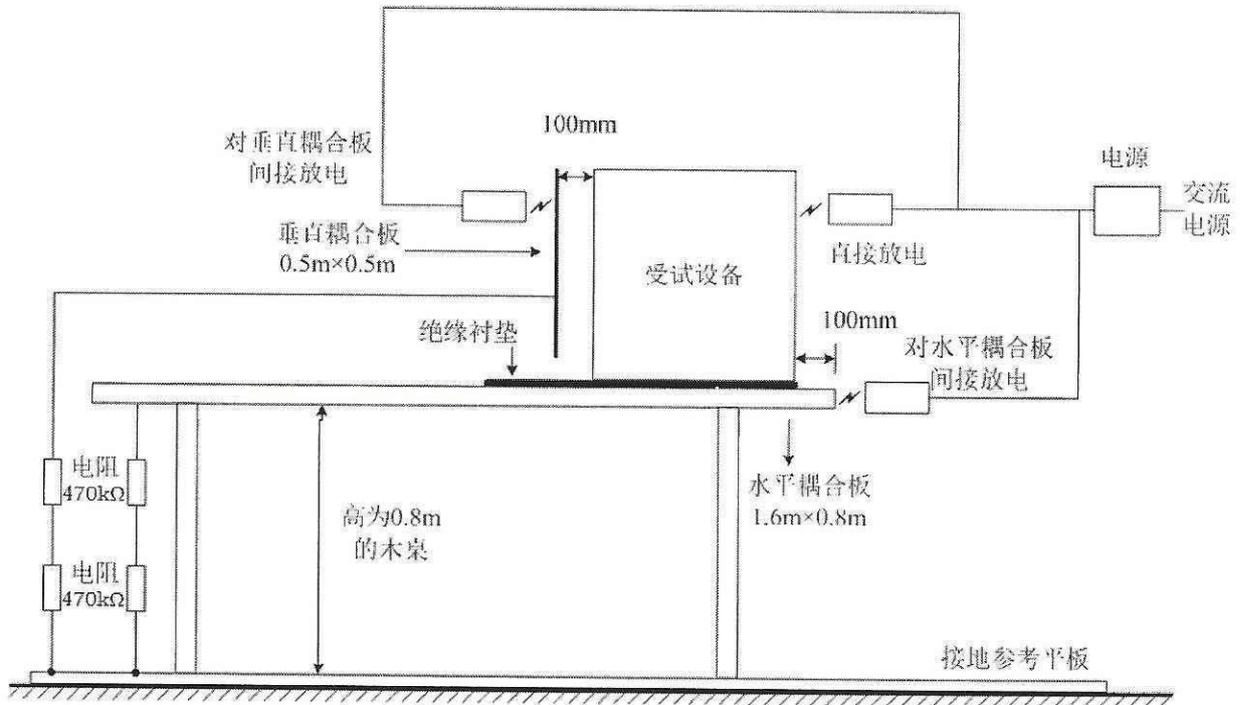 100mm
对垂直耦合板
间接放电
电源
交流
电源
垂直耦合板
0.5m×0.5m
直接放电
受试设备
100mm
绝缘衬垫
对水平耦合板
间接放电
电阻
470kΩ
水平耦合板
1.6m×0.8m
高为0.8m
的木桌
电阻
470kΩ
接地参考平板